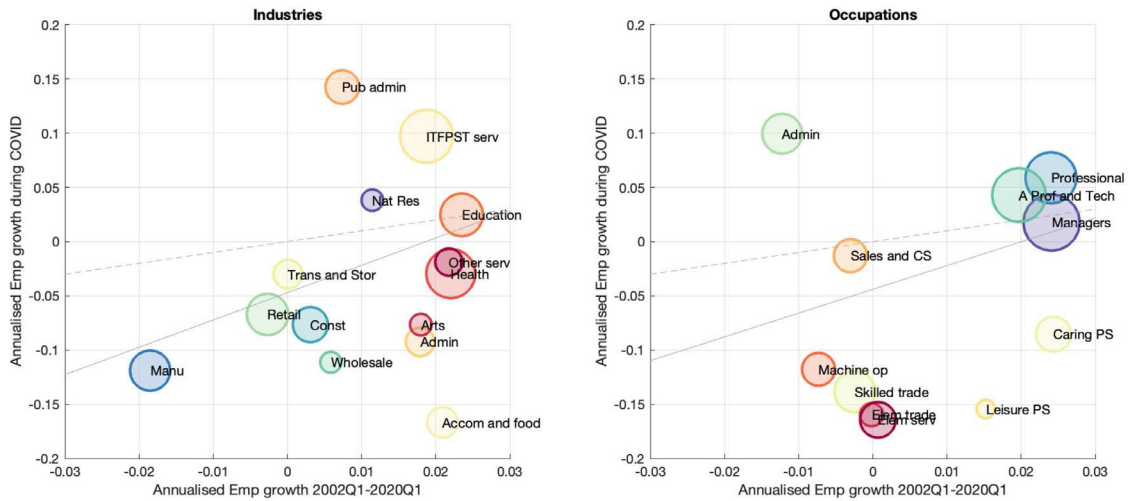 Industries
Annualised Emp growth during COVID
0.2
0.15
0.1
0.05
0
-0.05
-0.1
-0.15
-0.2
Pub admin
ITFPST serv
Nat Res
Education
Other serv
Health
Trans and Stor
Retail
Const
Arts
Admin
Wholesale
Manu
Accom and food
-0.03
-0.02
-0.01
0
0.01
0.02
0.03
Annualised Emp growth 2002Q1-2020Q1
Occupations
Annualised Emp growth during COVID
0.2
0.15
0.1
0.05
0
-0.05
-0.1
-0.15
-0.2
Admin
Professional
A Prof and Tech
Managers
Sales and CS
Caring PS
Machine op
Skilled trade
Leisure PS
Elem trade
Elem serv
-0.03
-0.02
-0.01
0
0.01
0.02
0.03
Annualised Emp growth 2002Q1-2020Q1